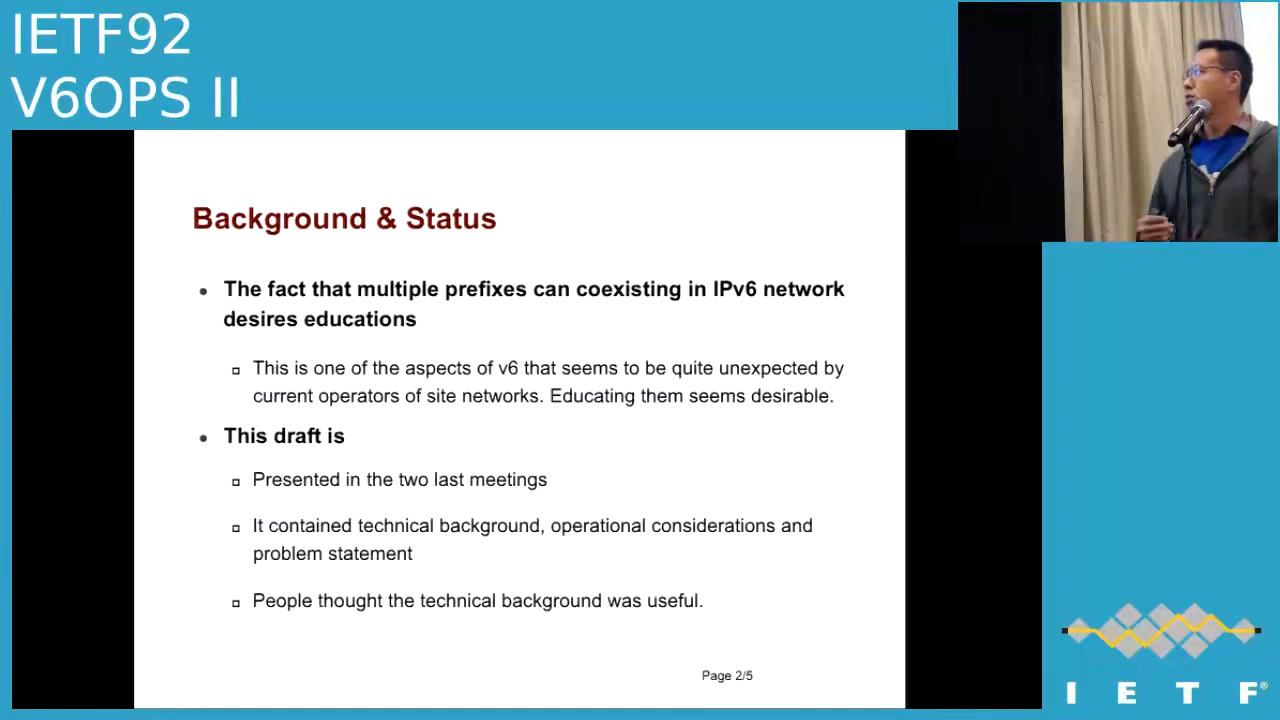 IETF92
V6OPS II
Background & Status
• The fact that multiple prefixes can coexisting in IPv6 network
desires educations
▫ This is one of the aspects of v6 that seems to be quite unexpected by
current operators of site networks. Educating them seems desirable.
• This draft is
▫ Presented in the two last meetings
▫ It contained technical background, operational considerations and
problem statement
▫ People thought the technical background was useful.
Page 2/5
I E T F®